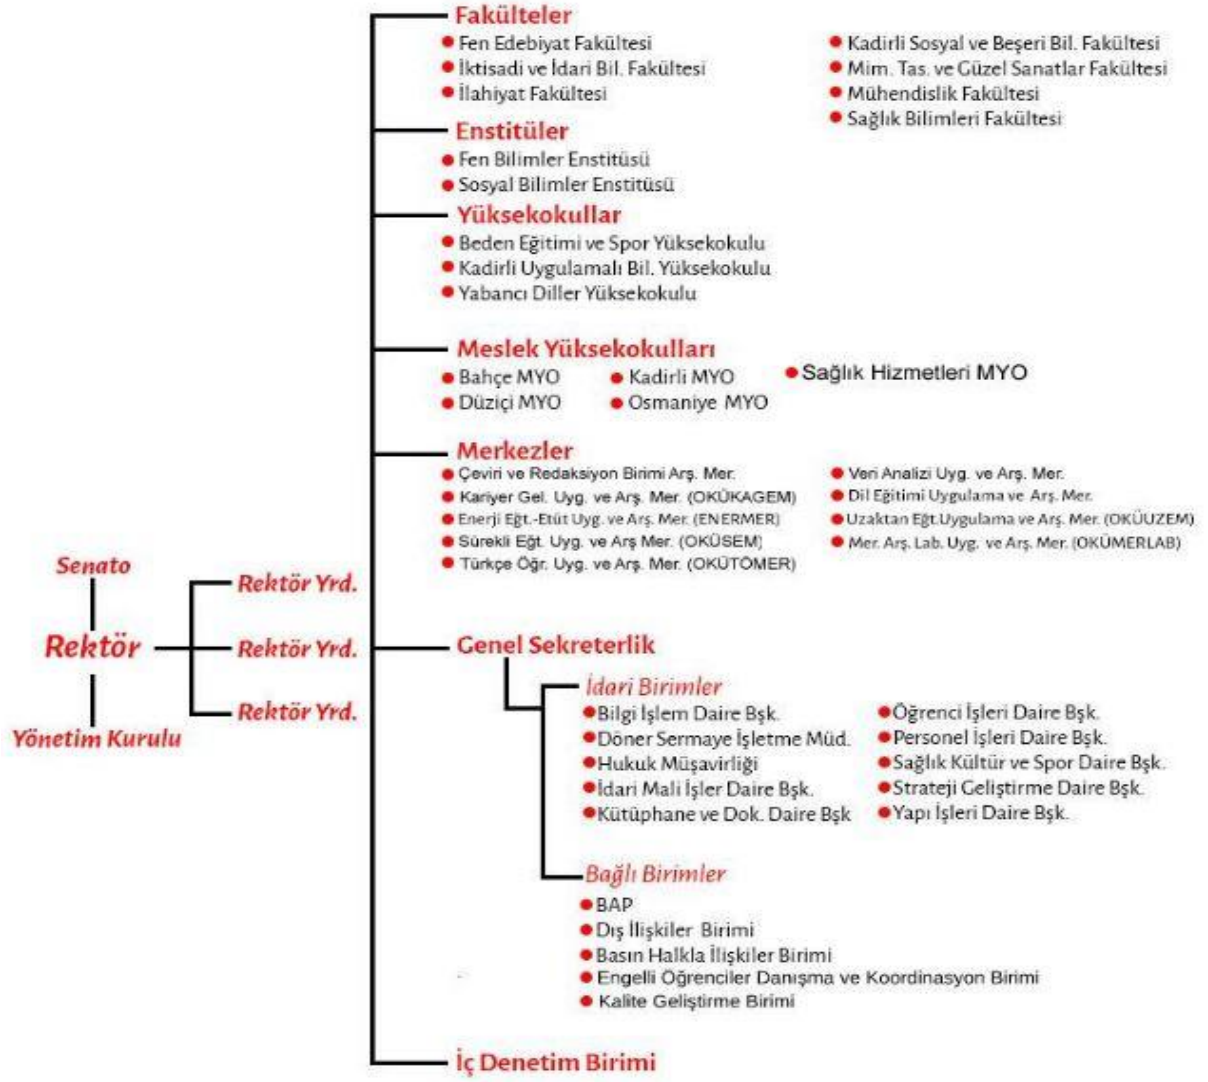 Fakülteler
Fen Edebiyat Fakültesi
İktisadi ve İdari Bil. Fakültesi
İlahiyat Fakültesi
Kadirli Sosyal ve Beşeri Bil. Fakültesi
Mim. Tas. ve Güzel Sanatlar Fakültesi
Mühendislik Fakültesi
Sağlık Bilimleri Fakültesi
Enstitüler
Fen Bilimler Enstitüsü
Sosyal Bilimler Enstitüsü
Yüksekokullar
Beden Eğitimi ve Spor Yüksekokulu
Kadirli Uygulamalı Bil. Yüksekokulu
Yabancı Diller Yüksekokulu
Meslek Yüksekokulları
Bahçe MYO
Düziçi MYO
Kadirli MYO
Osmaniye MYO
Sağlık Hizmetleri MYO
Merkezler
Çeviri ve Redaksiyon Birimi Arş. Mer.
Kariyer Gel. Uyg. ve Arş. Mer. (OKÜKAGEM)
Enerji Eğt.-Etüt Uyg. ve Arş. Mer. (ENERMER)
Sürekli Eğt. Uyg. ve Arş Mer. (OKÜSEM)
Türkçe Öğr. Uyg. ve Arş. Mer. (OKÜTÖMER)
Veri Analizi Uyg. ve Arş. Mer.
Dil Eğitimi Uygulama ve Arş. Mer.
Uzaktan Eğt.Uygulama ve Arş. Mer. (OKÜUZEM)
Mer. Arş. Lab. Uyg. ve Arş. Mer. (OKÜMERLAB)
Senato
Rektör
Yönetim Kurulu
Rektör Yrd.
Rektör Yrd.
Rektör Yrd.
Genel Sekreterlik
İdari Birimler
Bilgi İşlem Daire Bşk.
Döner Sermaye İşletme Müd.
Hukuk Müşavirliği
İdari Mali İşler Daire Bşk.
Kütüphane ve Dok. Daire Bşk
Öğrenci İşleri Daire Bşk.
Personel İşleri Daire Bşk.
Sağlık Kültür ve Spor Daire Bşk.
Strateji Geliştirme Daire Bşk.
Yapı İşleri Daire Bşk.
Bağlı Birimler
BAP
Dış İlişkiler Birimi
Basın Halkla İlişkiler Birimi
Engelli Öğrenciler Danışma ve Koordinasyon Birimi
Kalite Geliştirme Birimi
İç Denetim Birimi